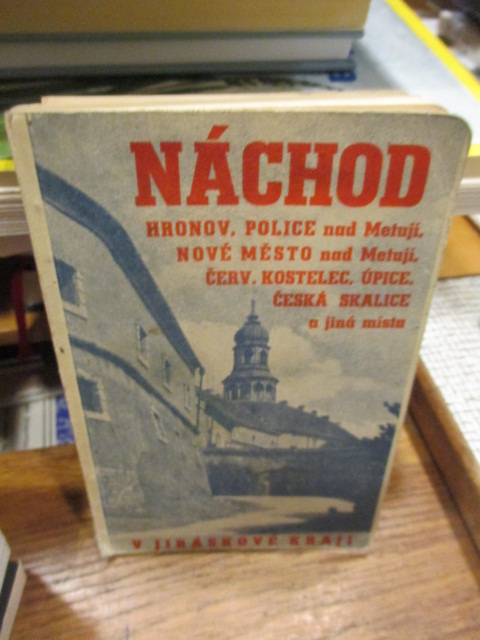 NÁCHOD
HRONOV, POLICE nad Metují,
NOVÉ MĚSTO nad Metují,
ČERV. KOSTELEC, ÚPICE,
ČESKÁ SKALICE
a jiná místa
V JIRÁSKOVĚ KRAJI